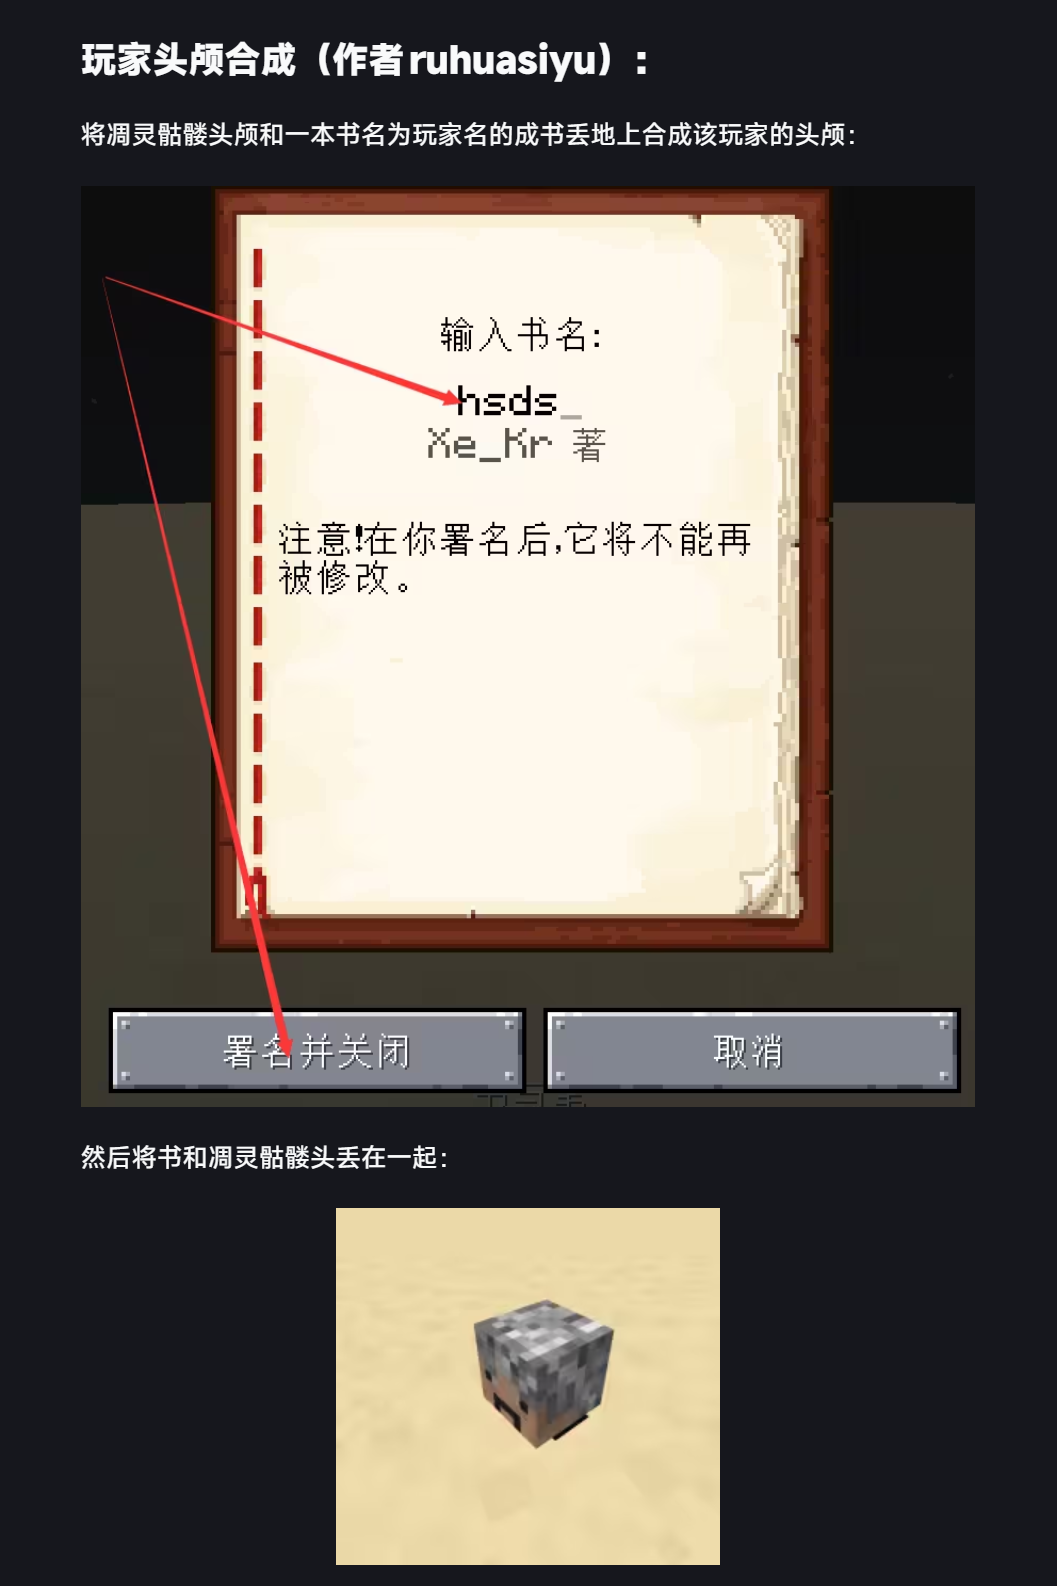 玩家头颅合成（作者ruhuasiyu）：
将凋灵骷髅头颅和一本书名为玩家名的成书丢地上合成该玩家的头颅：
输入书名:
hsds_
Xe_Kr 著
注意!在你署名后,它将不能再
被修改。
署名并关闭
取消
然后将书和凋灵骷髅头丢在一起：